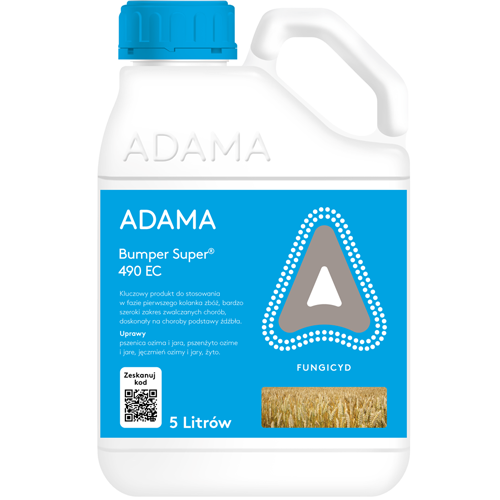 ADAMA
ADAMA
ADAMA
Bumper Super®
490 EC
Kluczowy produkt do stosowania
w fazie pierwszego kolanka zbóż, bardzo
szeroki zakres zwalczanych chorób,
doskonały na choroby podstawy źdźbła.
Uprawy
pszenica ozima i jara, pszenżyto ozime
i jare, jęczmień ozimy i jary, żyto.
FUNGICYD
Zeskanuj
kod
5 Litrów